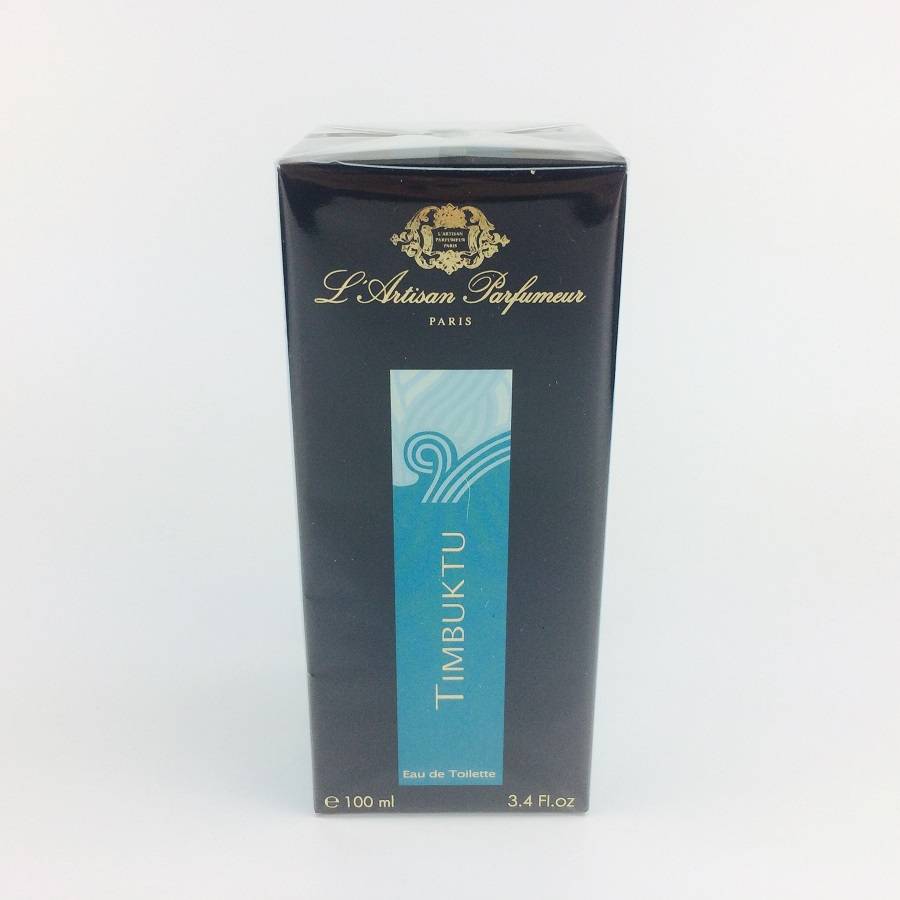 L'ARTISAN
PARFUMEUR
PARIS
L'Artisan Parfumeur
PARIS
TIMBUKTU
Eau de Toilette
℮ 100 ml 3.4 Fl.oz